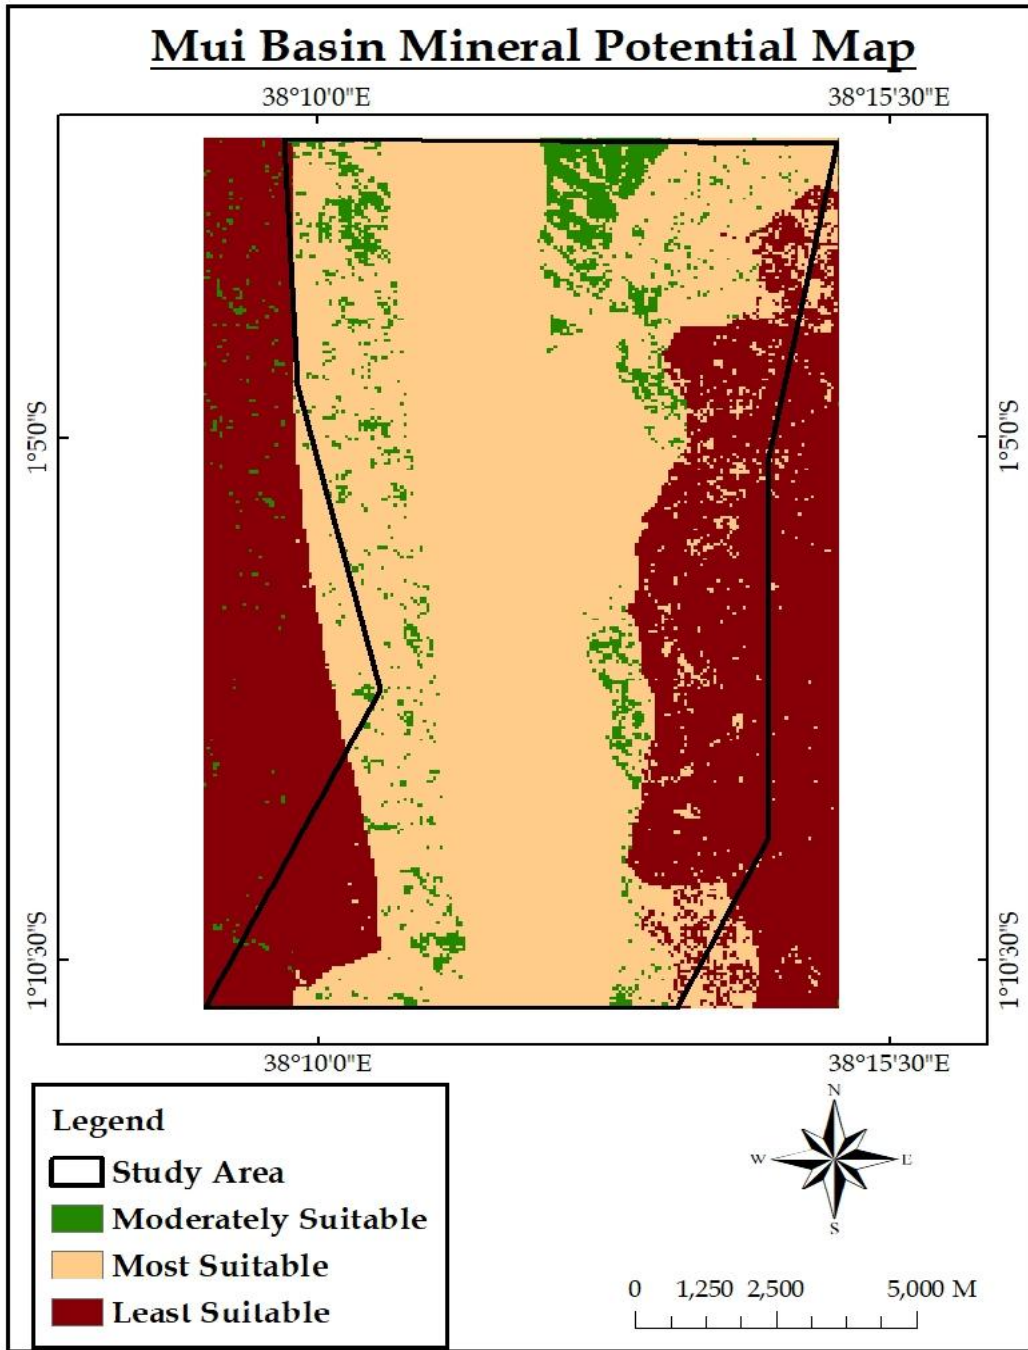 Mui Basin Mineral Potential Map
38°10'0"E 38°15'30"E
1°5'0"S 1°5'0"S
1°10'30"S 1°10'30"S
38°10'0"E 38°15'30"E
Legend
Study Area
Moderately Suitable
Most Suitable
Least Suitable
N
W E
S
0 1,250 2,500 5,000 M